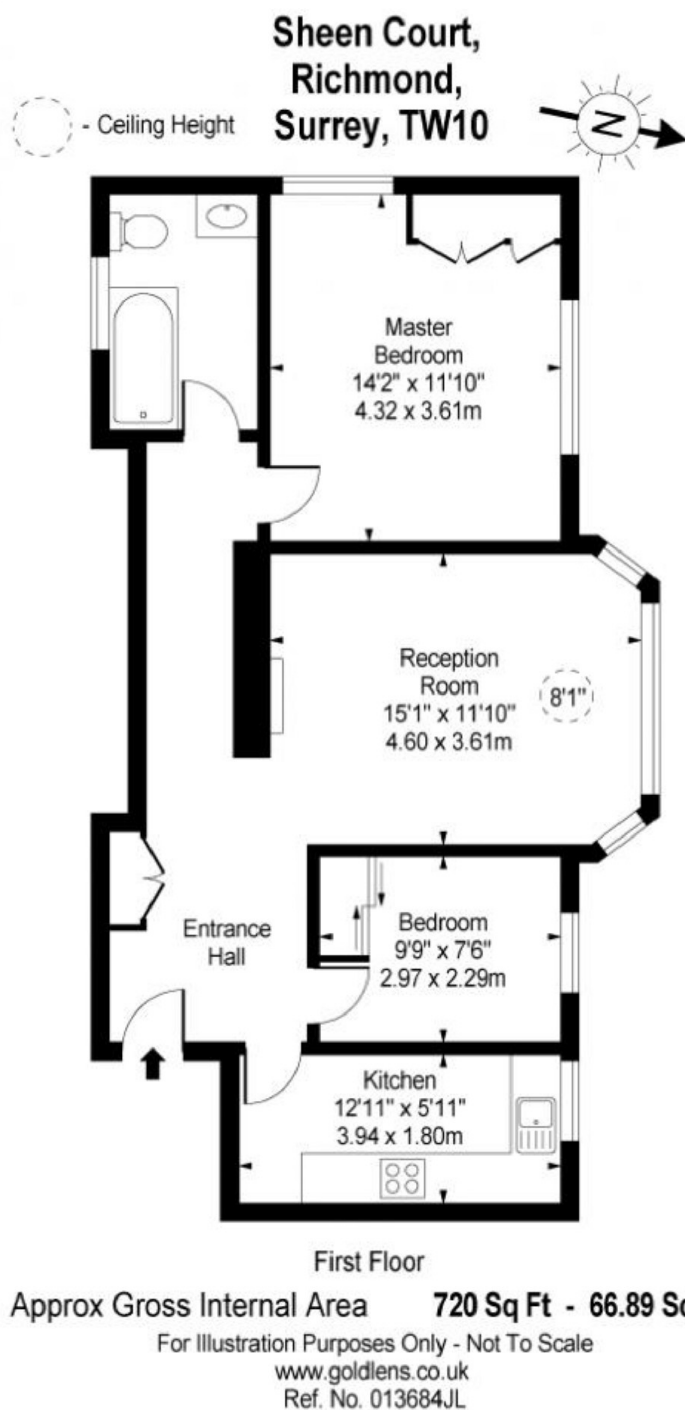 Sheen Court,
Richmond,
Surrey, TW10
- Ceiling Height
N
Master
Bedroom
14'2" x 11'10"
4.32 x 3.61m
Reception
Room
15'1" x 11'10"
4.60 x 3.61m
8'1"
Entrance
Hall
Bedroom
9'9" x 7'6"
2.97 x 2.29m
Kitchen
12'11" x 5'11"
3.94 x 1.80m
First Floor
Approx Gross Internal Area 720 Sq Ft - 66.89 
For Illustration Purposes Only - Not To Scale
www.goldlens.co.uk
Ref. No. 013684JL